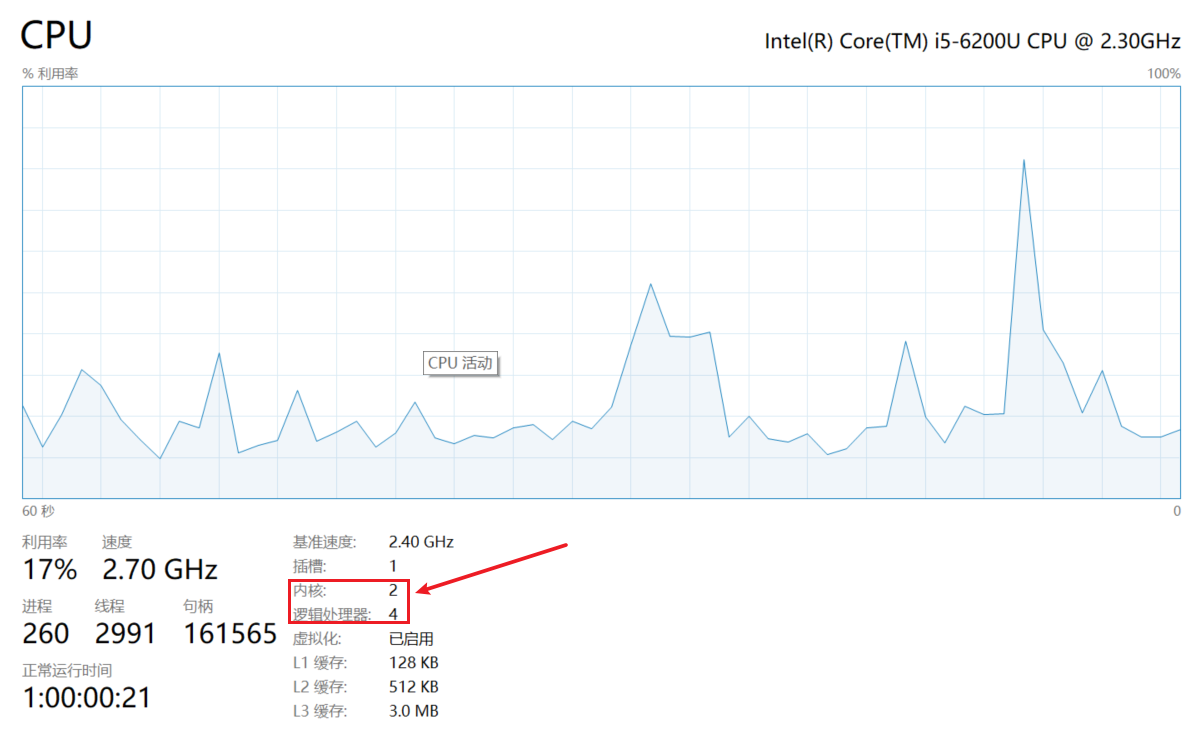 CPU
Intel(R) Core(TM) i5-6200U CPU @ 2.30GHz
% 利用率
100%
CPU 活动
60 秒
0
利用率 速度
17% 2.70 GHz
进程 线程 句柄
260 2991 161565
正常运行时间
1:00:00:21
基准速度: 2.40 GHz
插槽: 1
内核: 2
逻辑处理器: 4
虚拟化: 已启用
L1 缓存: 128 KB
L2 缓存: 512 KB
L3 缓存: 3.0 MB